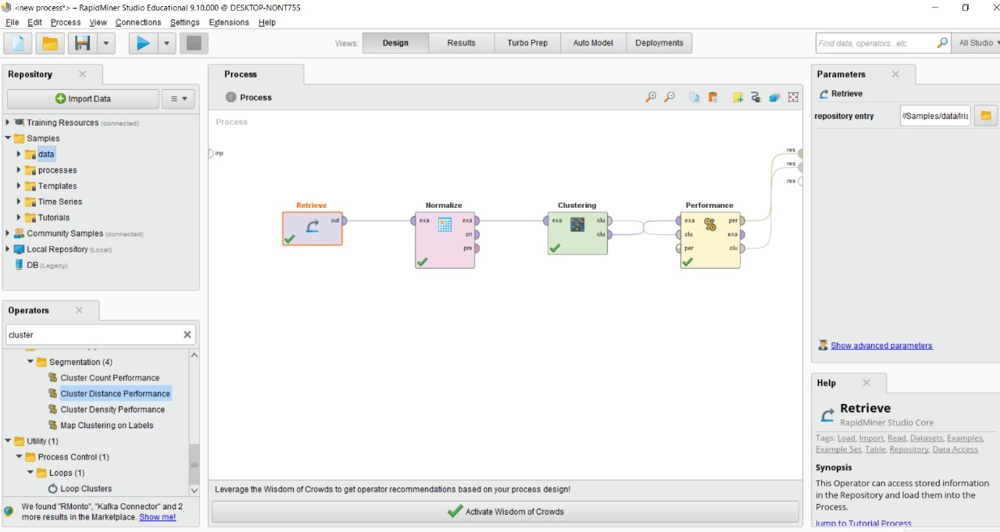 <new process*> – RapidMiner Studio Educational 9.10.000 @ DESKTOP-NONT75S
File Edit Process View Connections Settings Extensions Help
Views: Design Results Turbo Prep Auto Model Deployments
Find data, operators...etc
All Studio
Repository
Import Data
Training Resources (connected)
Samples
data
processes
Templates
Time Series
Tutorials
Community Samples (connected)
Local Repository (Local)
DB (Legacy)
Operators
cluster
Segmentation (4)
Cluster Count Performance
Cluster Distance Performance
Cluster Density Performance
Map Clustering on Labels
Utility (1)
Process Control (1)
Loops (1)
Loop Clusters
We found "RMonto", "Kafka Connector" and 2
more results in the Marketplace. Show me!
Process
Process
Process
inp
Retrieve
out
Normalize
exa exa
ori
pre
Clustering
exa clu
clu
Performance
exa per
clu exa
per clu
res
res
res
Leverage the Wisdom of Crowds to get operator recommendations based on your process design!
Activate Wisdom of Crowds
Parameters
Retrieve
repository entry //Samples/data/Iris
Show advanced parameters
Help
Retrieve
RapidMiner Studio Core
Tags: Load, Import, Read, Datasets, Examples,
Example Set, Table, Repository, Data Access
Synopsis
This Operator can access stored information
in the Repository and load them into the
Process.
Jump to Tutorial Process